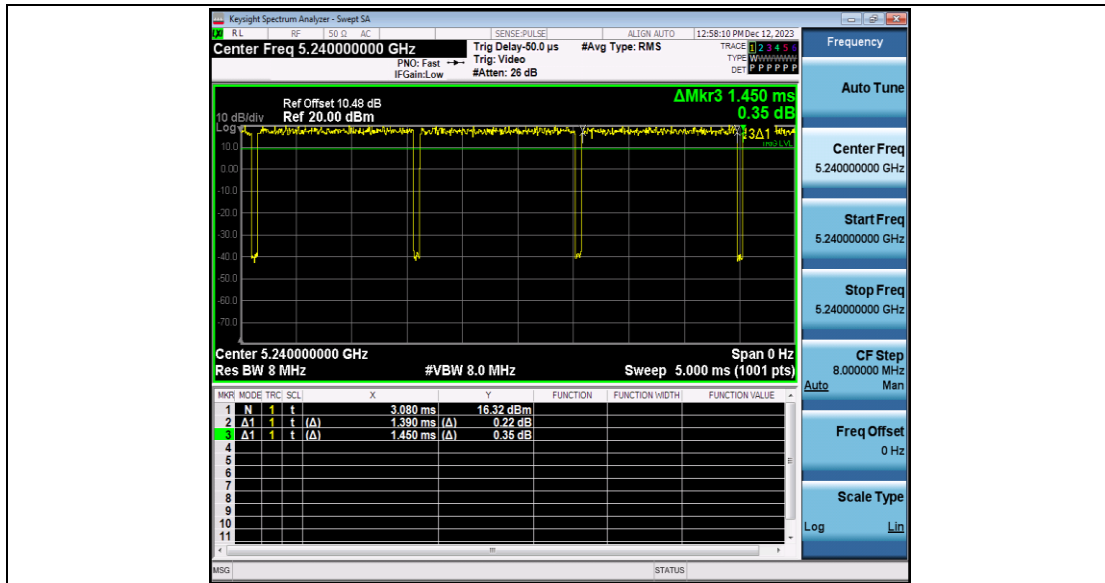 Keysight Spectrum Analyzer - Swept SA
RL RF 50 Ω AC SENSE:PULSE ALIGN AUTO 12:58:10 PM Dec 12, 2023
Center Freq 5.240000000 GHz Trig Delay-50.0 µs #Avg Type: RMS TRACE 1 2 3 4 5 6
PNO: Fast Trig: Video TYPE WWWWWW
IFGain:Low #Atten: 26 dB DET P P P P P P
Frequency
ΔMkr3 1.450 ms
0.35 dB
Ref Offset 10.48 dB
10 dB/div Ref 20.00 dBm
Log
3Δ1
TRIG LVL
10.0
0.00
-10.0
-20.0
-30.0
-40.0
-50.0
-60.0
-70.0
Center 5.240000000 GHz Span 0 Hz
Res BW 8 MHz #VBW 8.0 MHz Sweep 5.000 ms (1001 pts)
MKR MODE TRC SCL X Y FUNCTION FUNCTION WIDTH FUNCTION VALUE
1 N 1 t 3.080 ms 16.32 dBm
2 Δ1 1 t (Δ) 1.390 ms (Δ) 0.22 dB
3 Δ1 1 t (Δ) 1.450 ms (Δ) 0.35 dB
4
5
6
7
8
9
10
11
MSG STATUS
Auto Tune
Center Freq
5.240000000 GHz
Start Freq
5.240000000 GHz
Stop Freq
5.240000000 GHz
CF Step
8.000000 MHz
Auto Man
Freq Offset
0 Hz
Scale Type
Log Lin